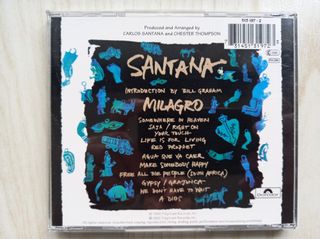 Produced and Arranged by
CARLOS SANTANA and CHESTER THOMPSON
SANTANA
INTRODUCTION BY BILL GRAHAM
MILAGRO
SOMEWHERE IN HEAVEN
SAJA / RIGHT ON
YOUR TOUCH
LIFE IS FOR LIVING
RED PROPHET
AGUA QUE VA CAER
MAKE SOMEBODY HAPPY
FREE ALL THE PEOPLE (SOUTH AFRICA)
GYPSY / GRAJONCA
WE DON'T HAVE TO WAIT
A DIOS
polydor